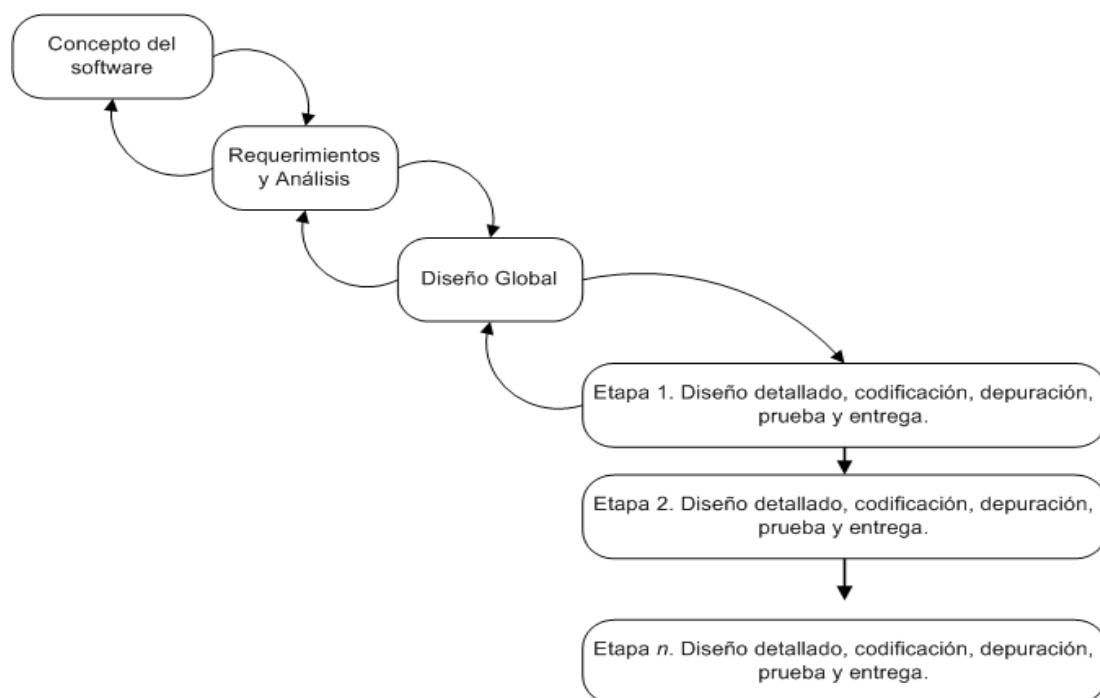 Concepto del
software
Requerimientos
y Análisis
Diseño Global
Etapa 1. Diseño detallado, codificación, depuración,
prueba y entrega.
Etapa 2. Diseño detallado, codificación, depuración,
prueba y entrega.
Etapa n. Diseño detallado, codificación, depuración,
prueba y entrega.